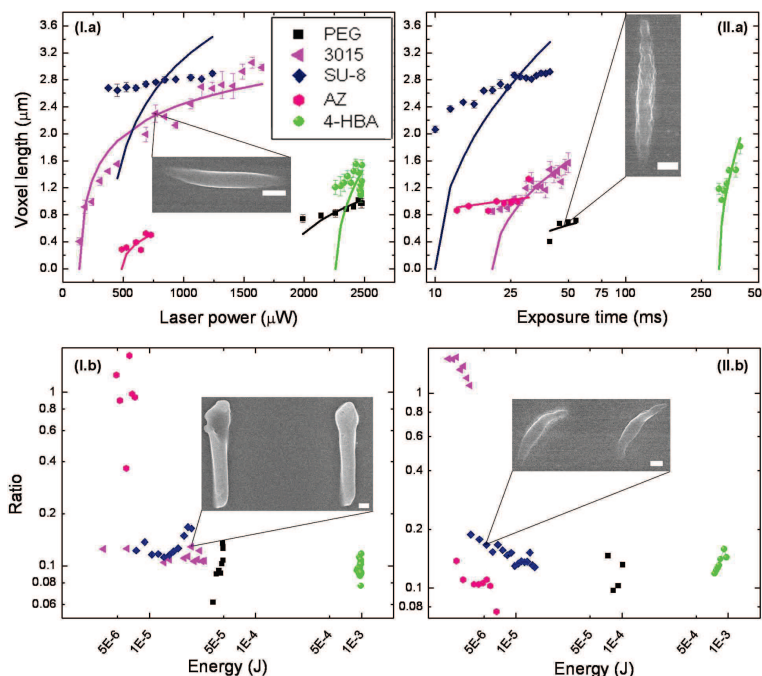 (I.a)
PEG
3015
SU-8
AZ
4-HBA
Voxel length (μm)
3.6
3.2
2.8
2.4
2.0
1.6
1.2
0.8
0.4
0.0
0 500 1000 1500 2000 2500
Laser power (μW)
(II.a)
3.6
3.2
2.8
2.4
2.0
1.6
1.2
0.8
0.4
0.0
10 25 50 75 100 250 500
Exposure time (ms)
(I.b)
Ratio
1
0.8
0.6
0.4
0.2
0.1
0.08
0.06
5E-6 1E-5 5E-5 1E-4 5E-4 1E-3
Energy (J)
(II.b)
1
0.8
0.6
0.4
0.2
0.1
0.08
5E-6 1E-5 5E-5 1E-4 5E-4 1E-3
Energy (J)